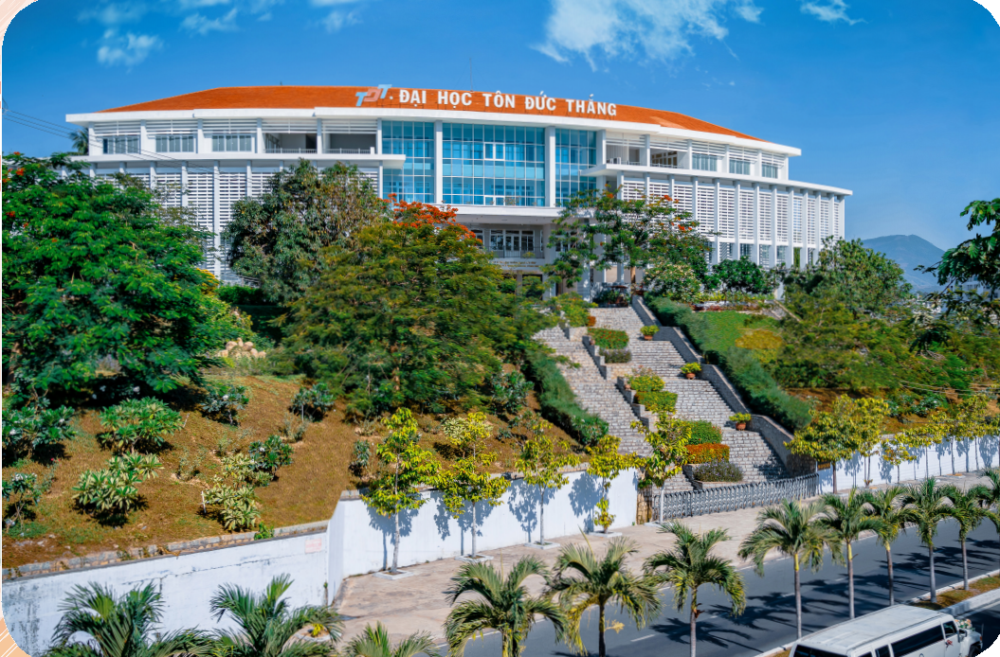 TDT. ĐẠI HỌC TÔN ĐỨC THẮNG